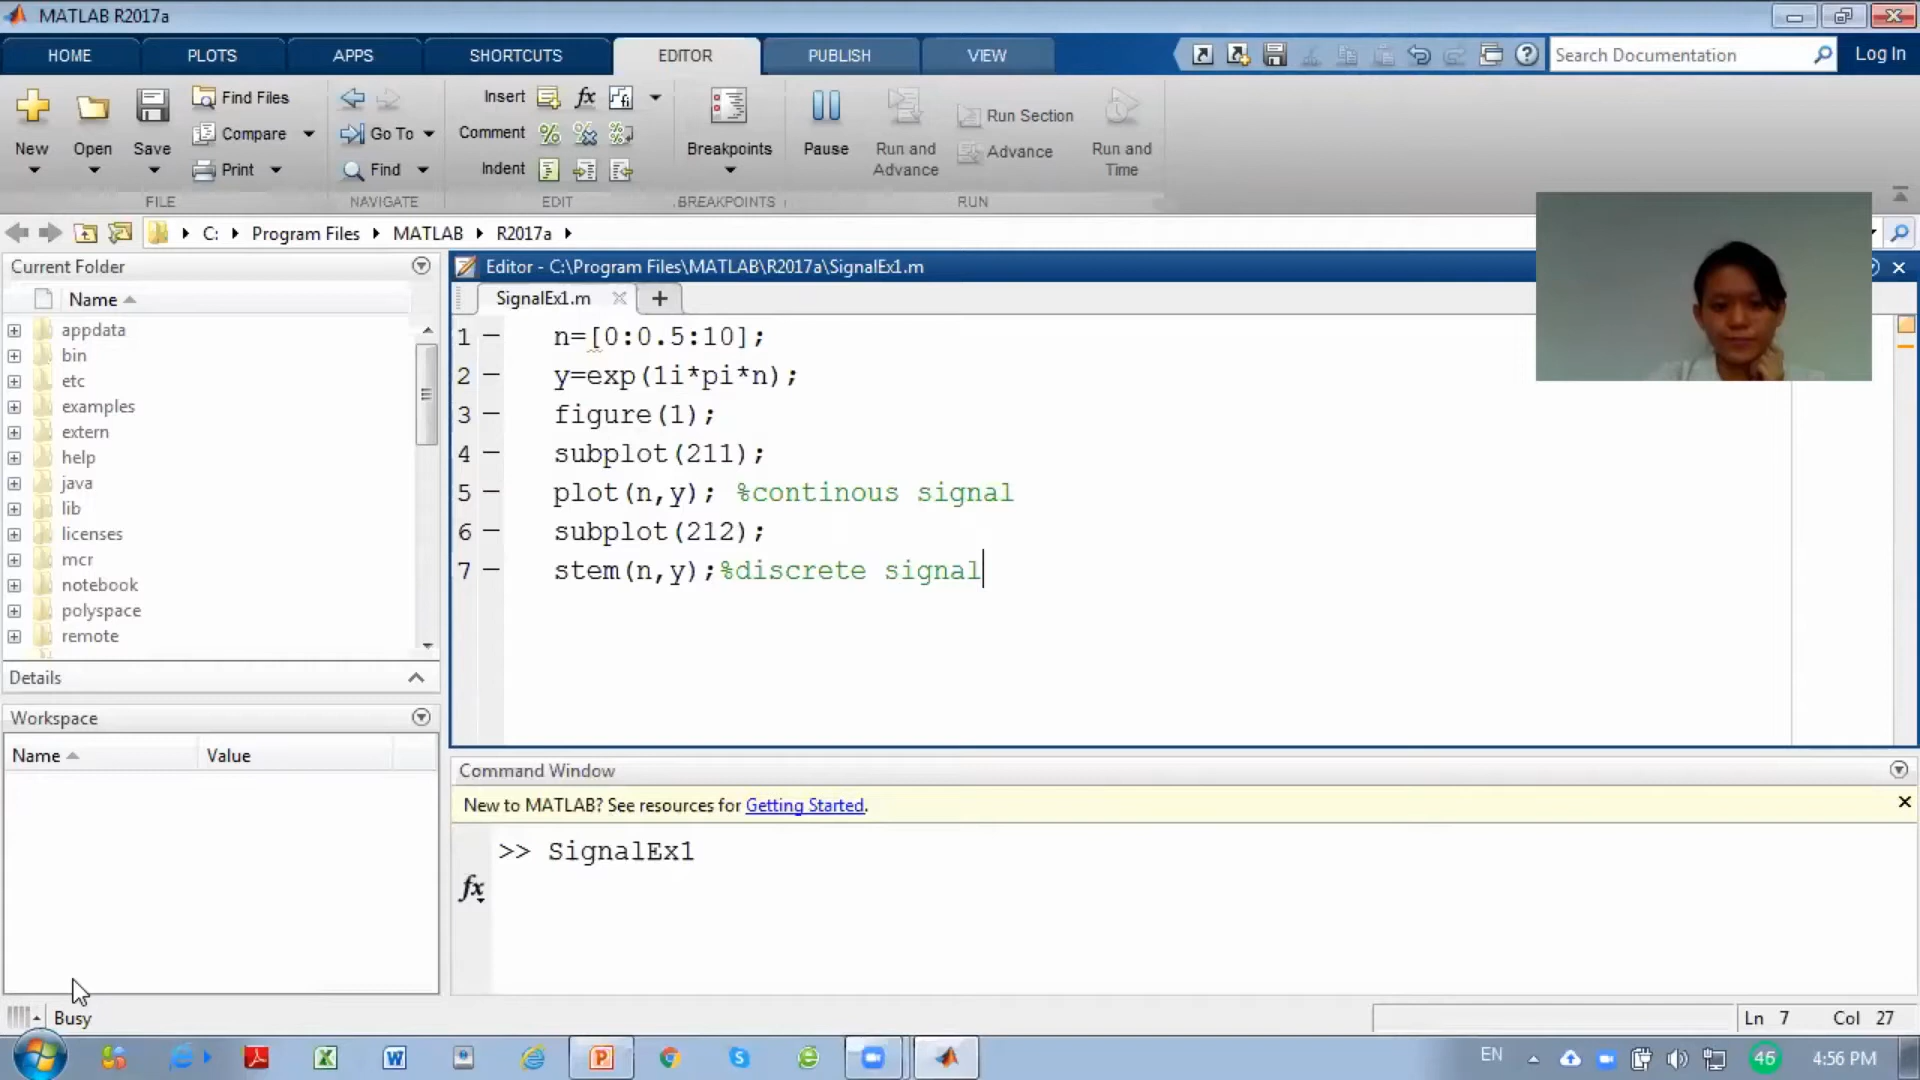 MATLAB R2017a
HOME PLOTS APPS SHORTCUTS EDITOR PUBLISH VIEW Search Documentation Log In
New Open Save Find Files Compare Print
Go To Find
Insert fx Comment Indent
Breakpoints Pause Run and Advance Run Section Advance Run and Time
FILE NAVIGATE EDIT BREAKPOINTS RUN
C: Program Files MATLAB R2017a
Current Folder
Name
appdata
bin
etc
examples
extern
help
java
lib
licenses
mcr
notebook
polyspace
remote
Details
Workspace
Name Value
Editor - C:\Program Files\MATLAB\R2017a\SignalEx1.m
SignalEx1.m
1 n=[0:0.5:10];
2 y=exp(1i*pi*n);
3 figure(1);
4 subplot(211);
5 plot(n,y); %continous signal
6 subplot(212);
7 stem(n,y);%discrete signal
Command Window
New to MATLAB? See resources for Getting Started.
>> SignalEx1
fx
Busy Ln 7 Col 27
EN 46 4:56 PM